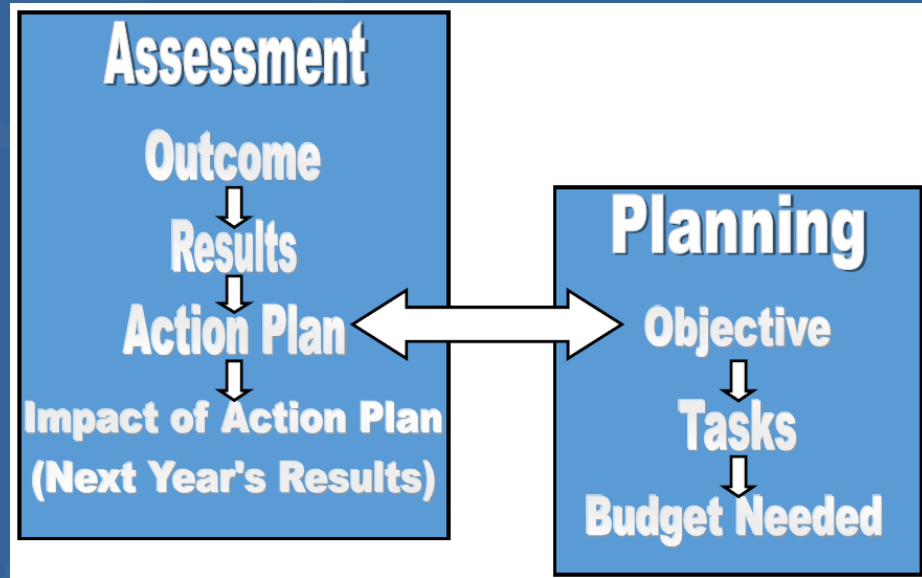 Assessment
Outcome
Results
Action Plan
Impact of Action Plan
(Next Year's Results)
Planning
Objective
Tasks
Budget Needed